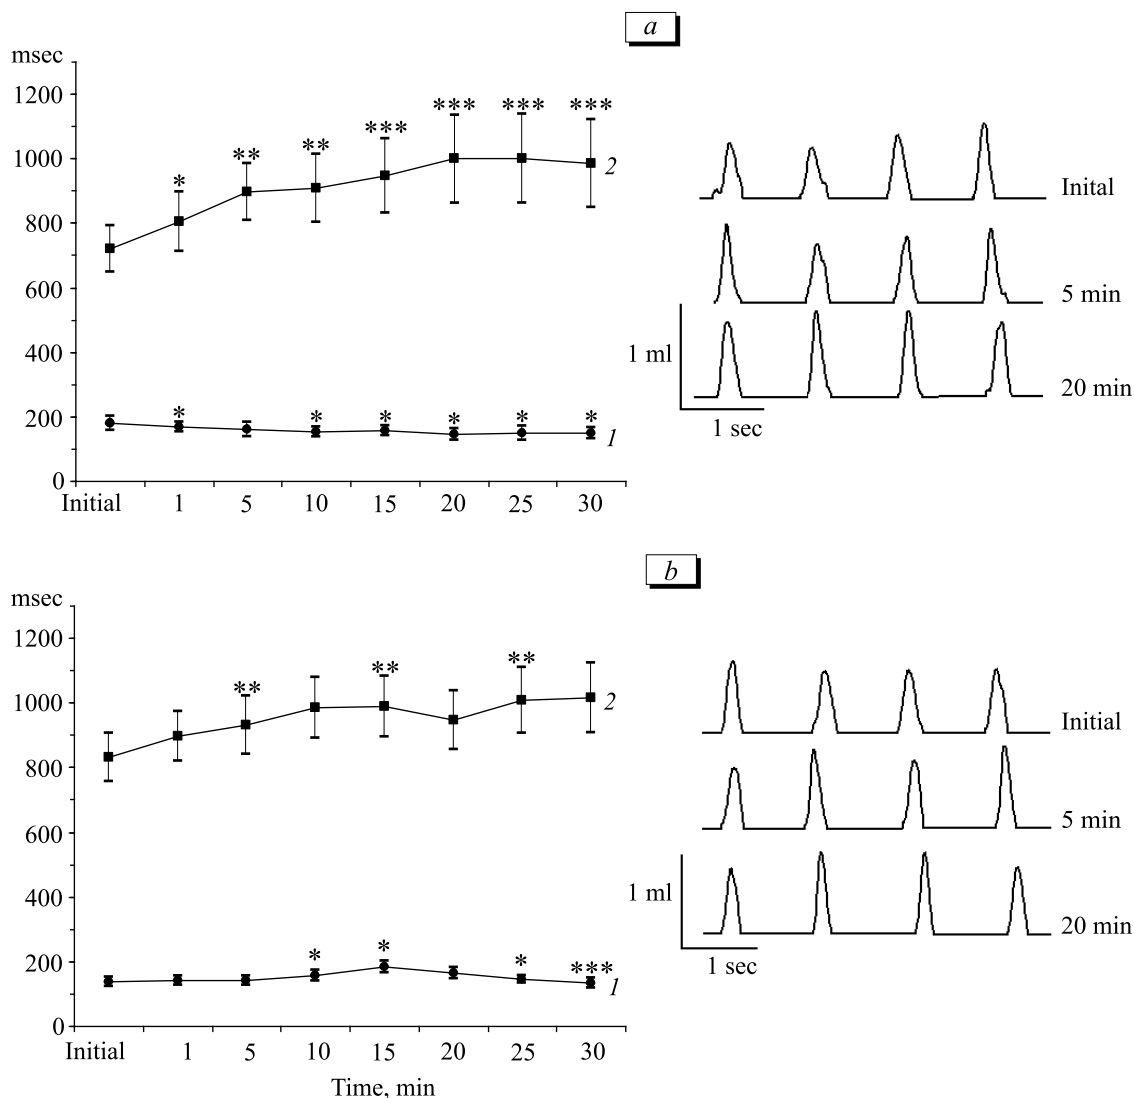 a
msec
1200
1000
800
600
400
200
0
* ** ** *** *** *** ***
2
* * * * * *
1
Initial 1 5 10 15 20 25 30
Inital
5 min
1 ml
20 min
1 sec
b
msec
1200
1000
800
600
400
200
0
** ** **
2
* * * ***
1
Initial 1 5 10 15 20 25 30
Time, min
Initial
5 min
1 ml
20 min
1 sec